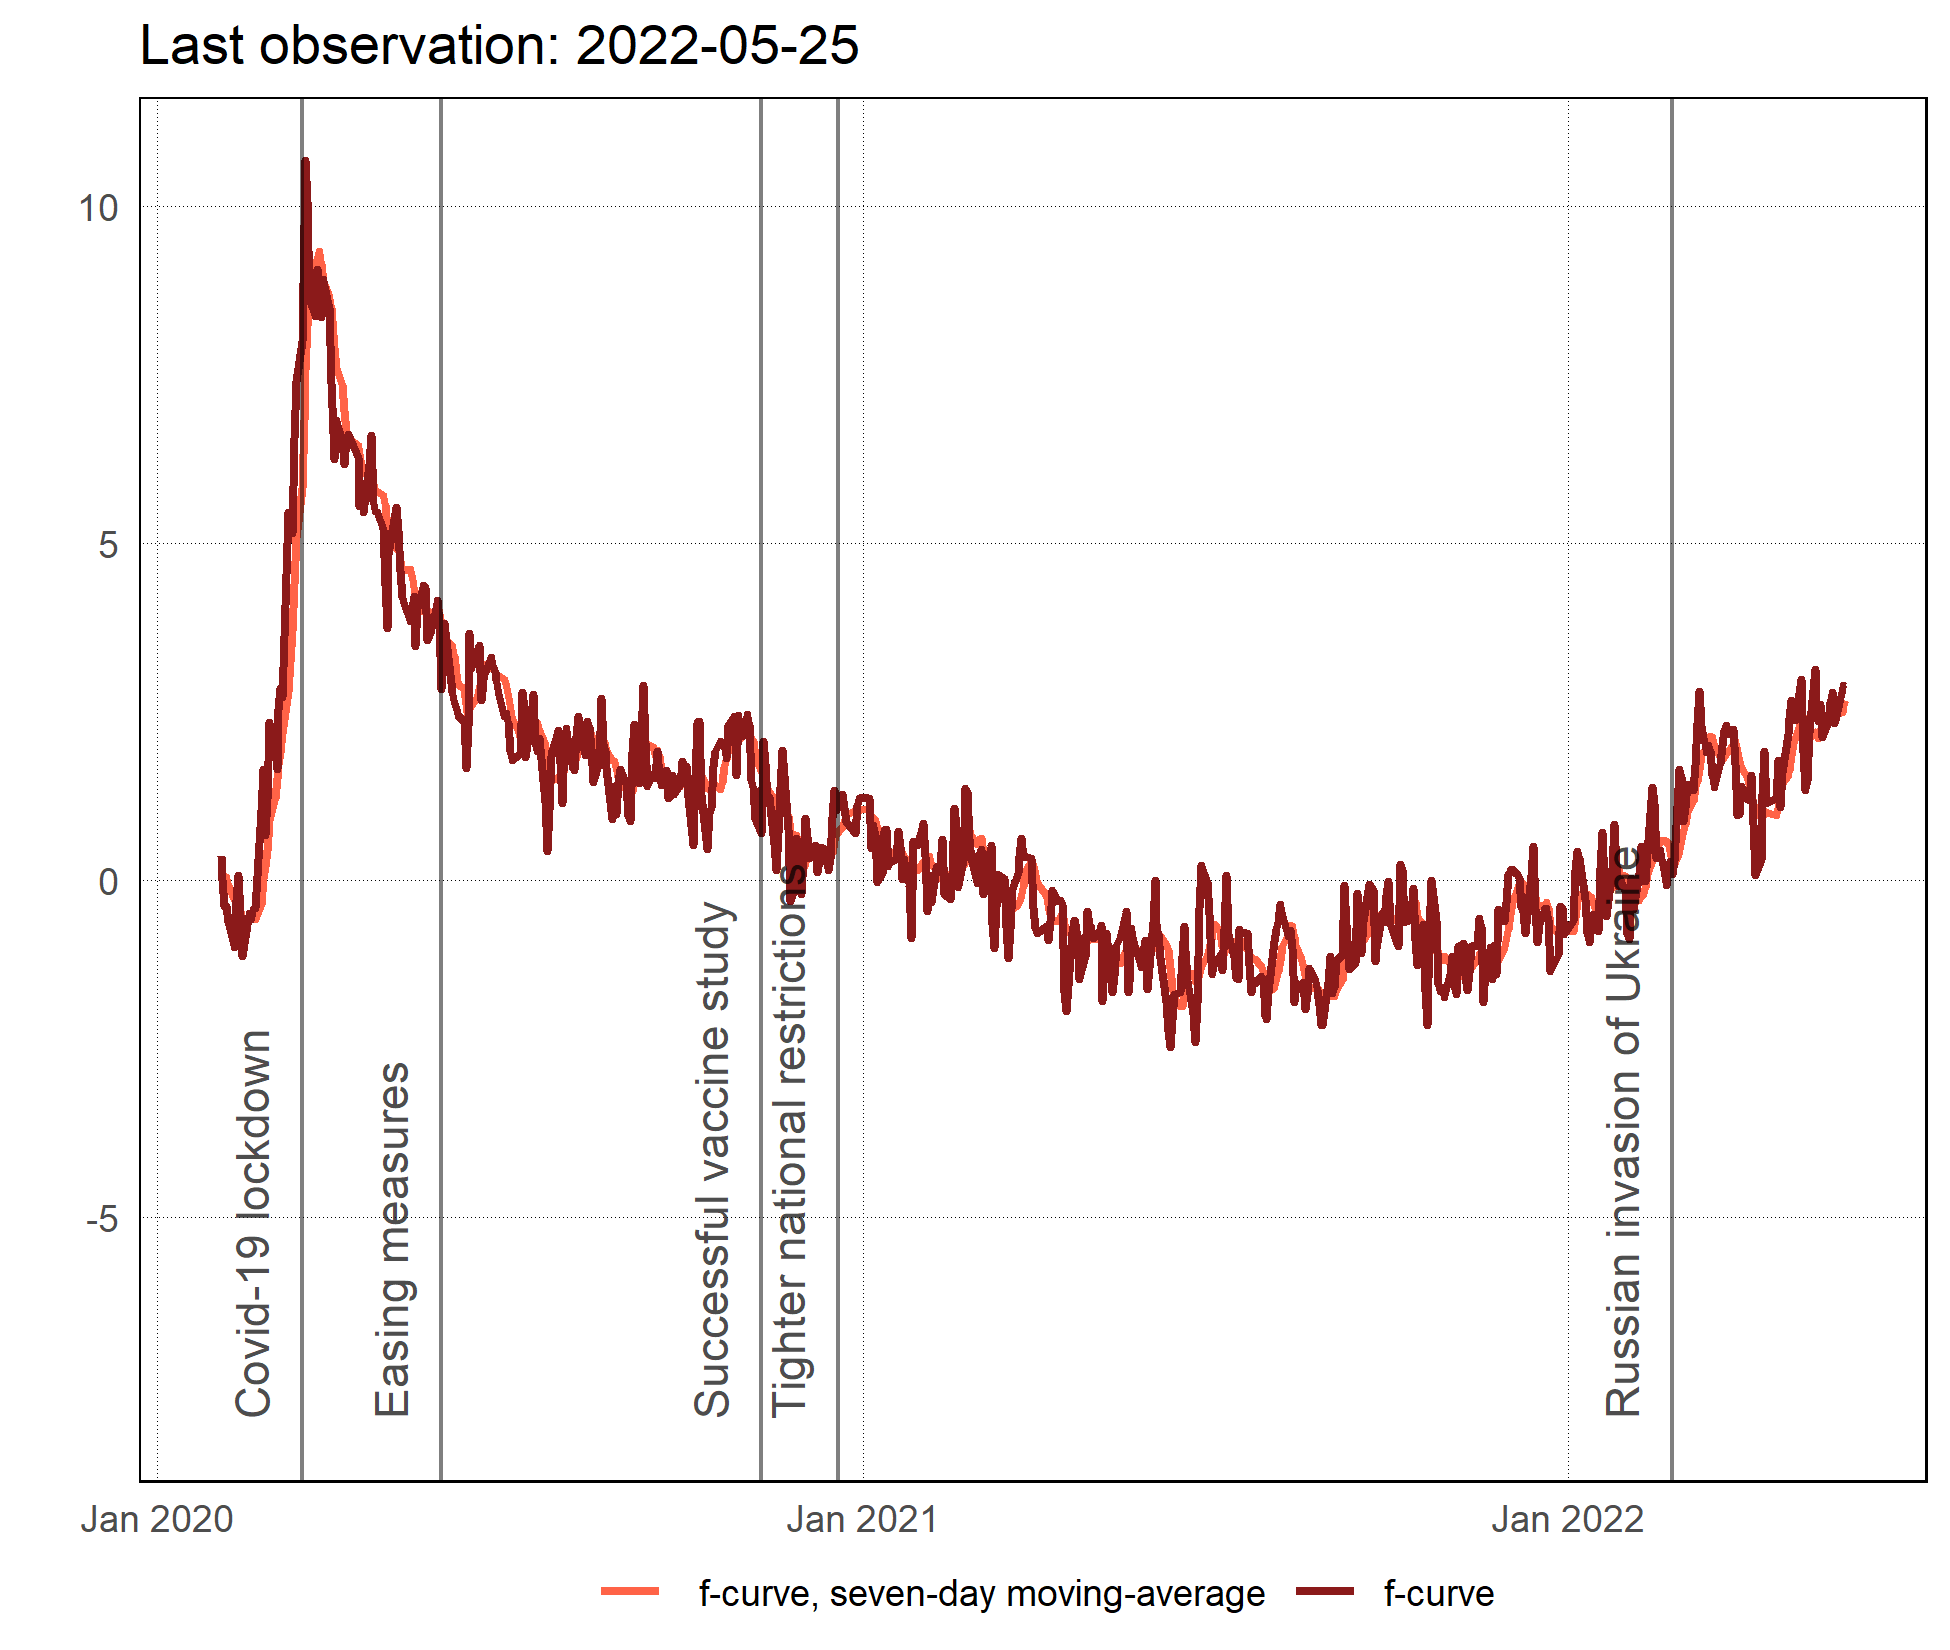 Last observation: 2022-05-25
10
5
0
-5
Covid-19 lockdown
Easing measures
Successful vaccine study
Tighter national restrictions
Russian invasion of Ukraine
Jan 2020
Jan 2021
Jan 2022
f-curve, seven-day moving-average
f-curve